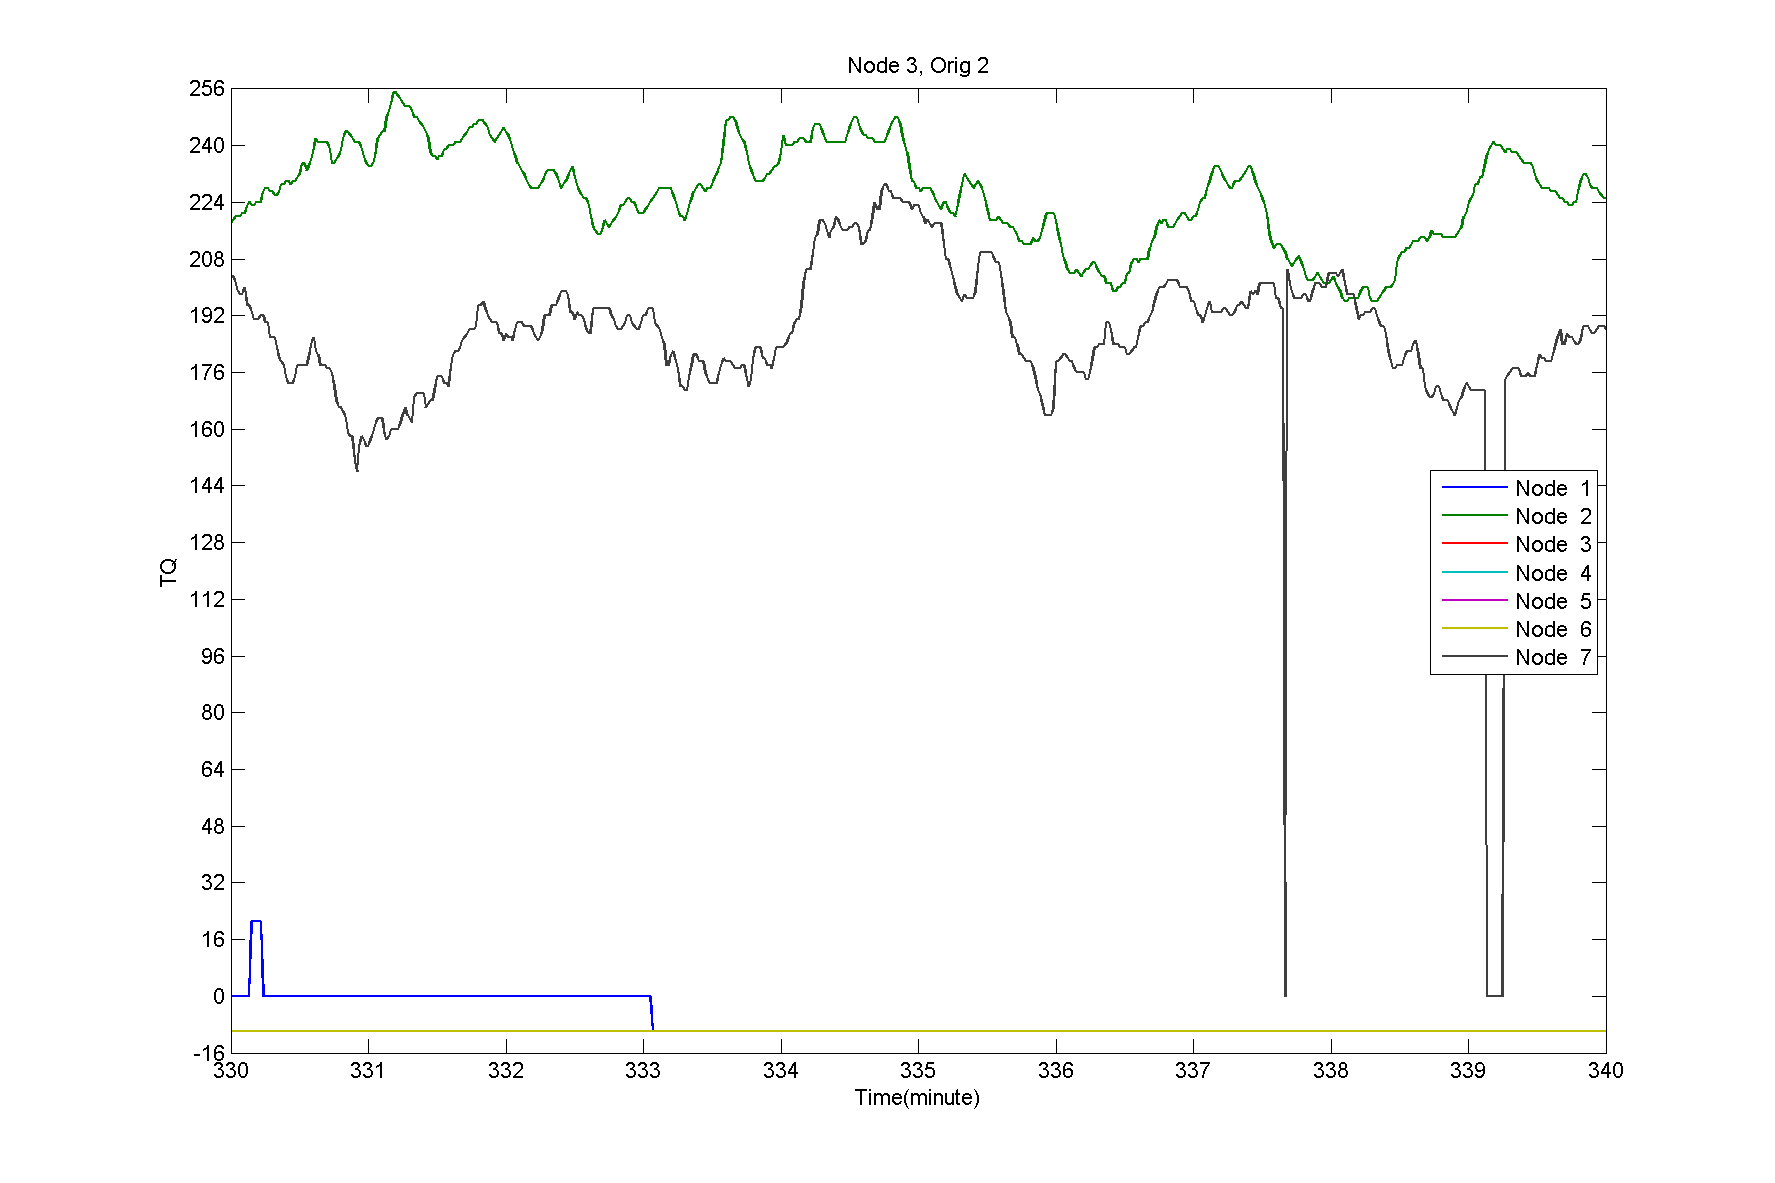 Node 3, Orig 2
256
240
224
208
192
176
160
144
128
112
96
80
64
48
32
16
0
-16
TQ
Node 1
Node 2
Node 3
Node 4
Node 5
Node 6
Node 7
330 331 332 333 334 335 336 337 338 339 340
Time(minute)